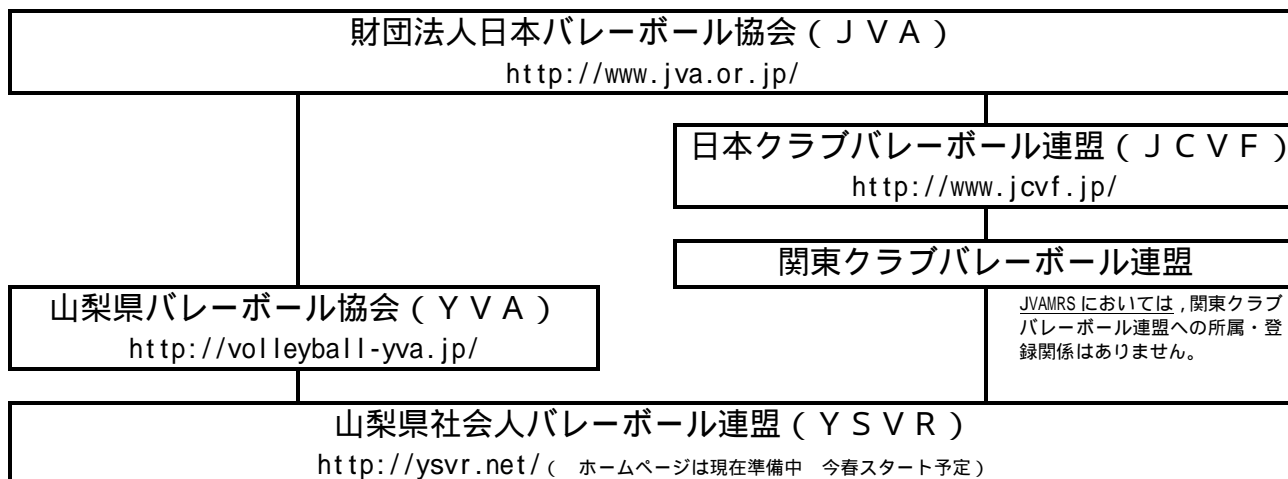 財団法人日本バレーボール協会（ＪＶＡ）
http://www.jva.or.jp/
日本クラブバレーボール連盟（ＪＣＶＦ）
http://www.jcvf.jp/
関東クラブバレーボール連盟
山梨県バレーボール協会（ＹＶＡ）
http://volleyball-yva.jp/
JVAMRSにおいては，関東クラブ
バレーボール連盟への所属・登
録関係はありません。
山梨県社会人バレーボール連盟（ＹＳＶＲ）
http://ysvr.net/（　ホームページは現在準備中　今春スタート予定）